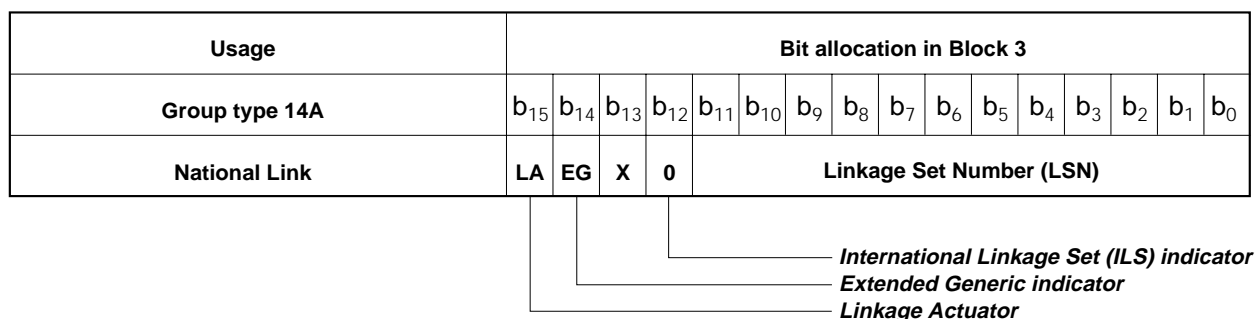 Usage Bit allocation in Block 3
Group type 14A b15 b14 b13 b12 b11 b10 b9 b8 b7 b6 b5 b4 b3 b2 b1 b0
National Link LA EG X 0 Linkage Set Number (LSN)
International Linkage Set (ILS) indicator
Extended Generic indicator
Linkage Actuator